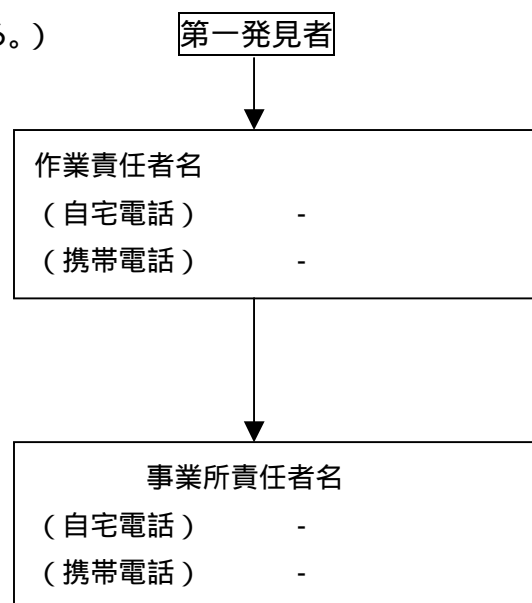 る。）
第一発見者
作業責任者名
（自宅電話） -
（携帯電話） -
事業所責任者名
（自宅電話） -
（携帯電話） -